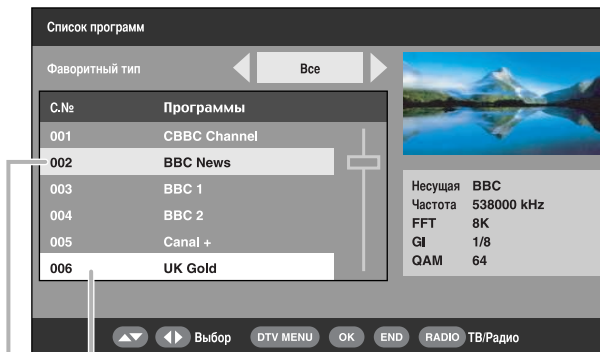 Список программ
Фаворитный тип Все
С.№ Программы
001 CBBC Channel
002 BBC News
003 BBC 1
004 BBC 2
005 Canal +
006 UK Gold
Несущая BBC
Частота 538000 kHz
FFT 8K
GI 1/8
QAM 64
Выбор DTV MENU OK END RADIO ТВ/Радио